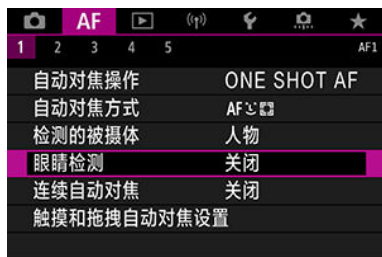 AF
1 2 3 4 5 AF1
自动对焦操作 ONE SHOT AF
自动对焦方式 AF
检测的被摄体 人物
眼睛检测 关闭
连续自动对焦 关闭
触摸和拖拽自动对焦设置